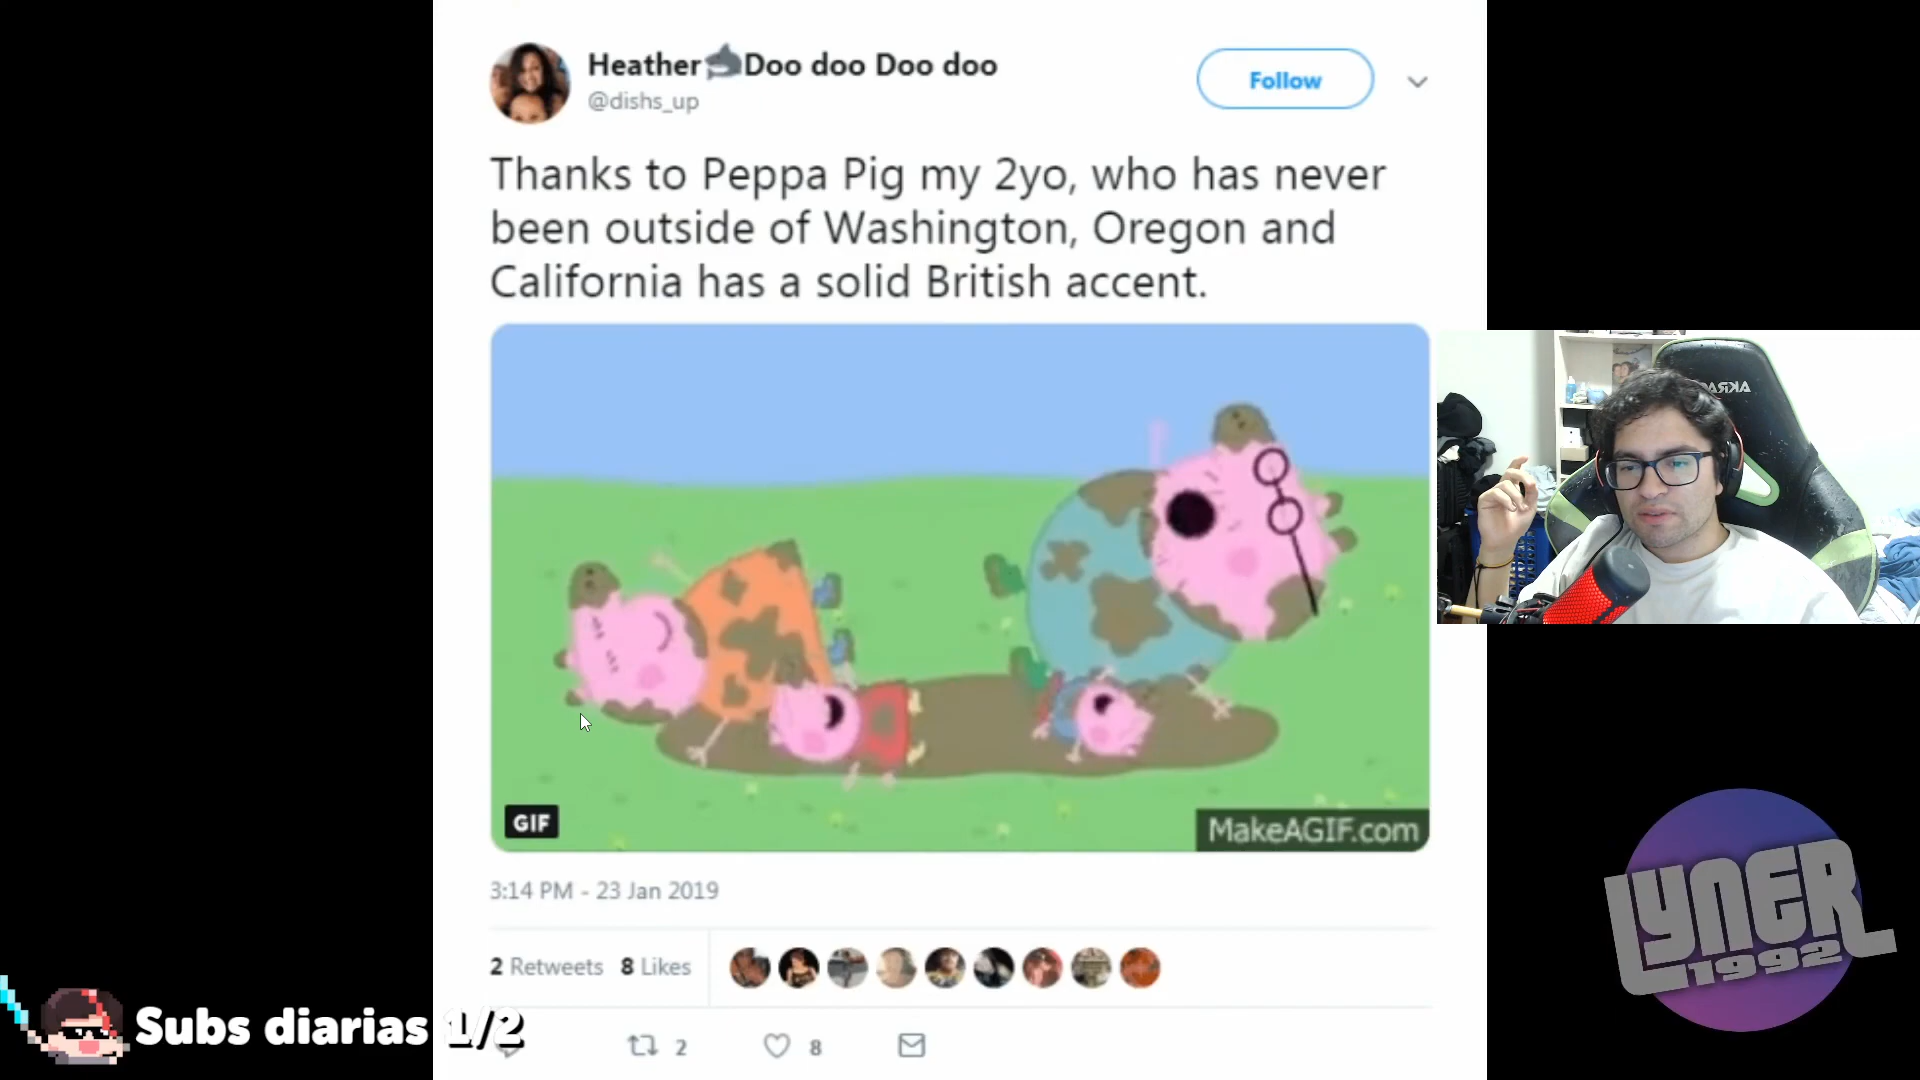 Heather Doo doo Doo doo
@dishs_up
Follow
Thanks to Peppa Pig my 2yo, who has never
been outside of Washington, Oregon and
California has a solid British accent.
AKRACING
GIF
MakeAGIF.com
3:14 PM - 23 Jan 2019
2 Retweets 8 Likes
2 8
Subs diarias 1/2
LYNER
1992